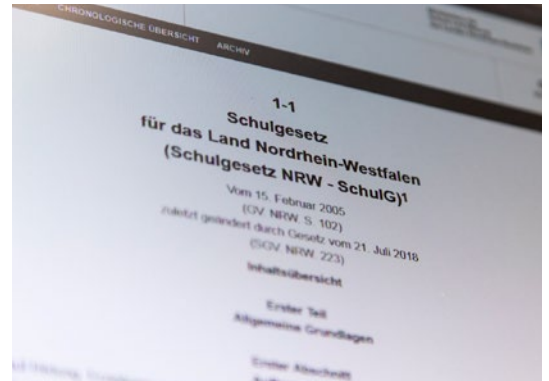 CHRONOLOGISCHE ÜBERSICHT ARCHIV
1-1
Schulgesetz
für das Land Nordrhein-Westfalen
(Schulgesetz NRW - SchulG)¹
Vom 15. Februar 2005
(GV. NRW. S. 102)
zuletzt geändert durch Gesetz vom 21. Juli 2018
(SGV. NRW. 223)
Inhaltsübersicht
Erster Teil
Allgemeine Grundlagen
Erster Abschnitt